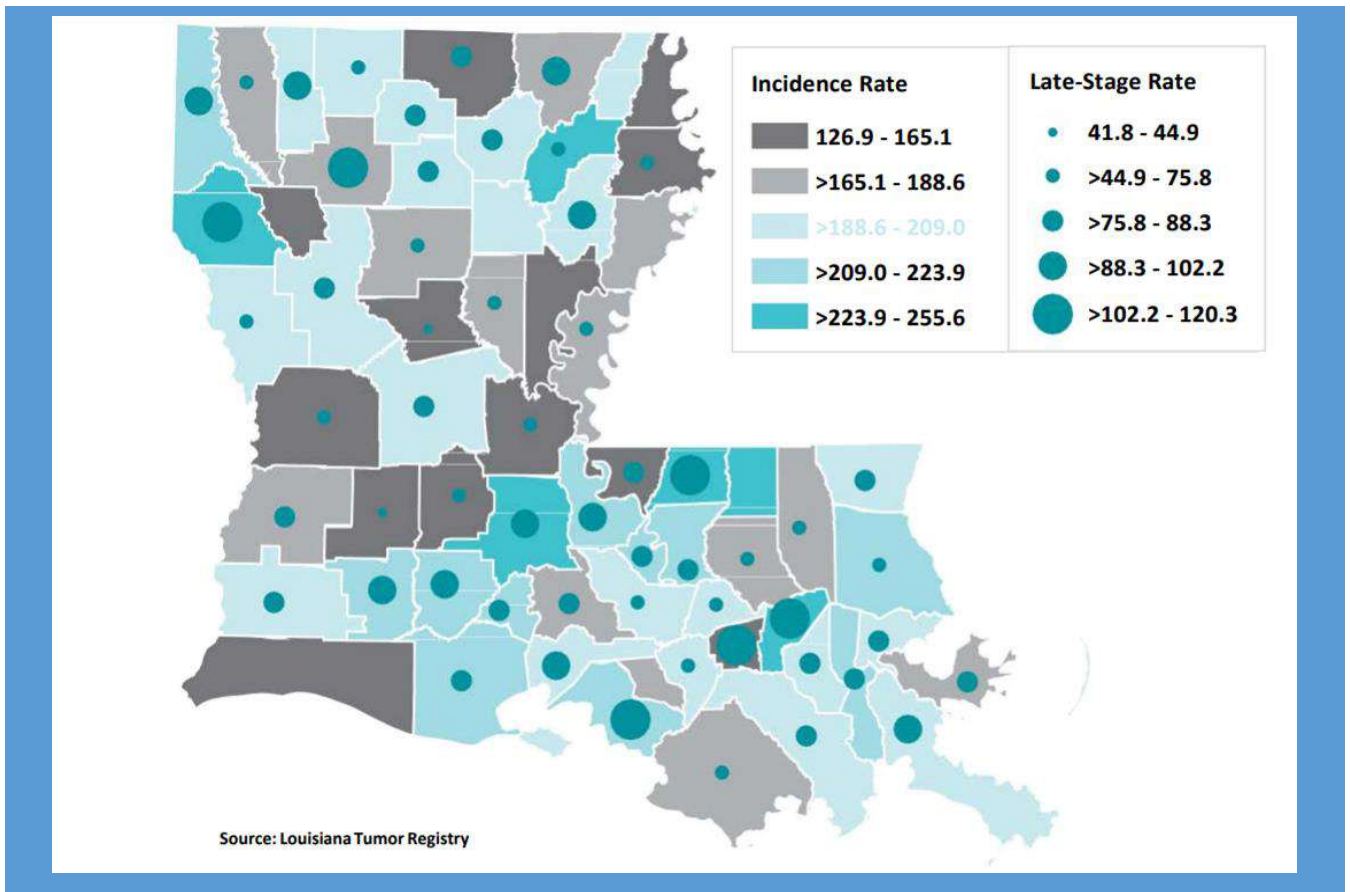 Incidence Rate
126.9 - 165.1
>165.1 - 188.6
>188.6 - 209.0
>209.0 - 223.9
>223.9 - 255.6
Late-Stage Rate
41.8 - 44.9
>44.9 - 75.8
>75.8 - 88.3
>88.3 - 102.2
>102.2 - 120.3
Source: Louisiana Tumor Registry